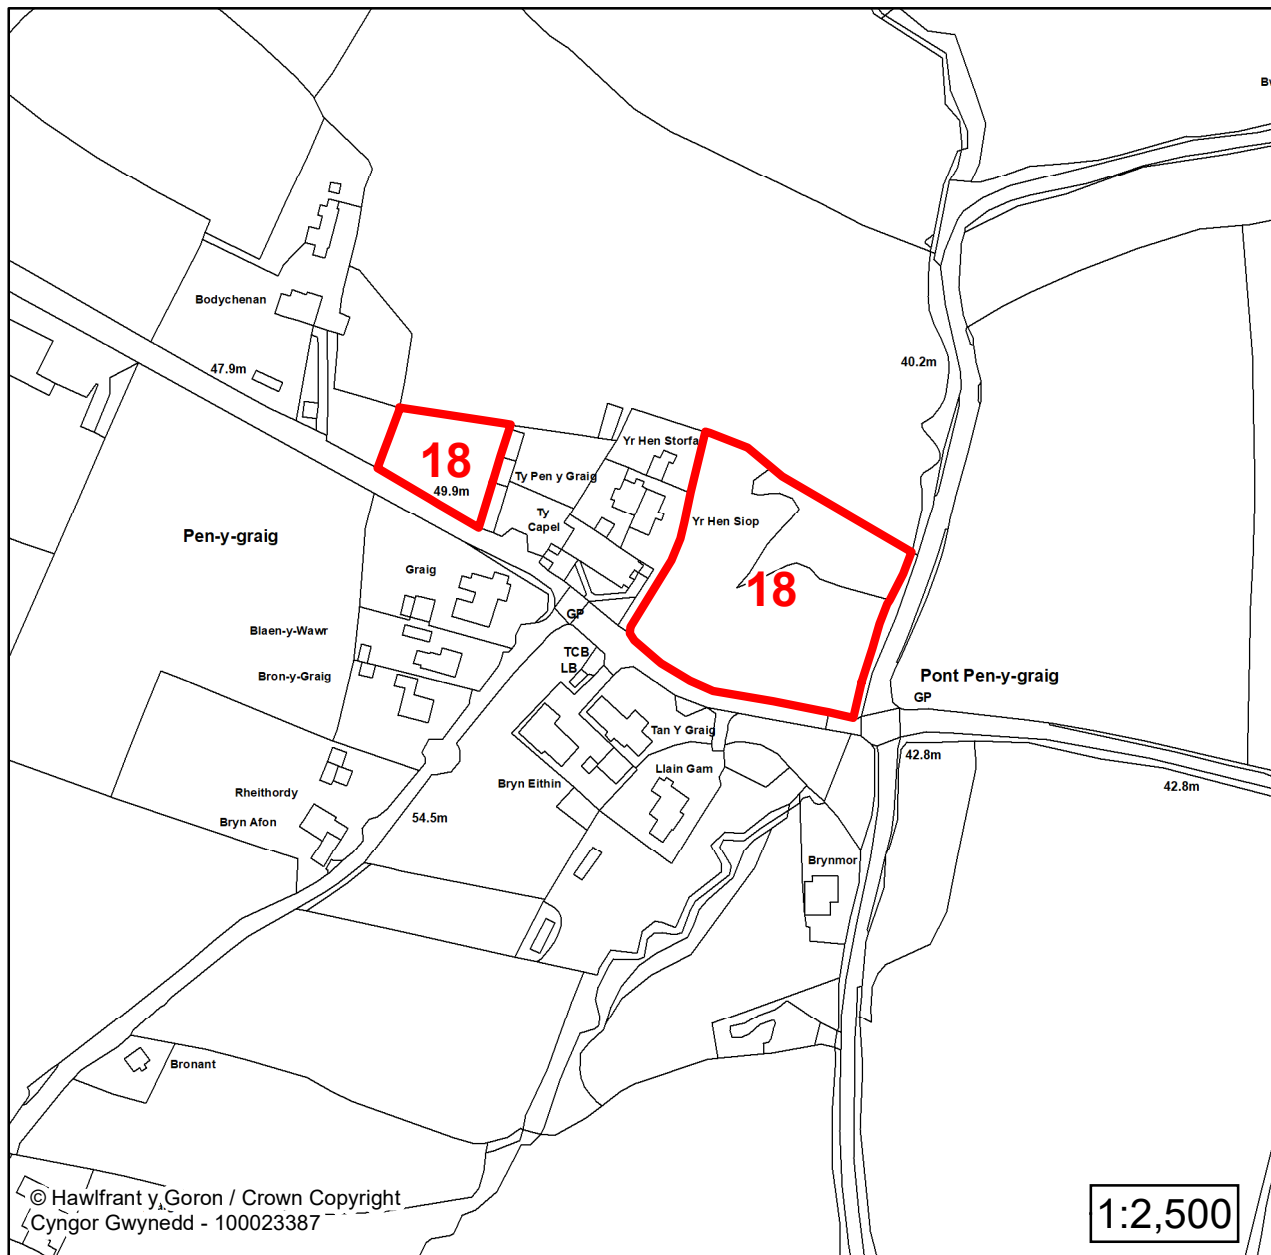 Bodychenan
47.9m
40.2m
18
49.9m
Yr Hen Storfa
Ty Pen y Graig
Ty
Capel
Yr Hen Siop
18
Pen-y-graig
Graig
GP
Blaen-y-Wawr
Bron-y-Graig
TCB
LB
Pont Pen-y-graig
GP
Tan Y Graig
42.8m
Llain Gam
42.8m
Bryn Eithin
Rheithordy
Bryn Afon
54.5m
Brynmor
Bronant
© Hawlfraint y Goron / Crown Copyright
Cyngor Gwynedd - 100023387
1:2,500